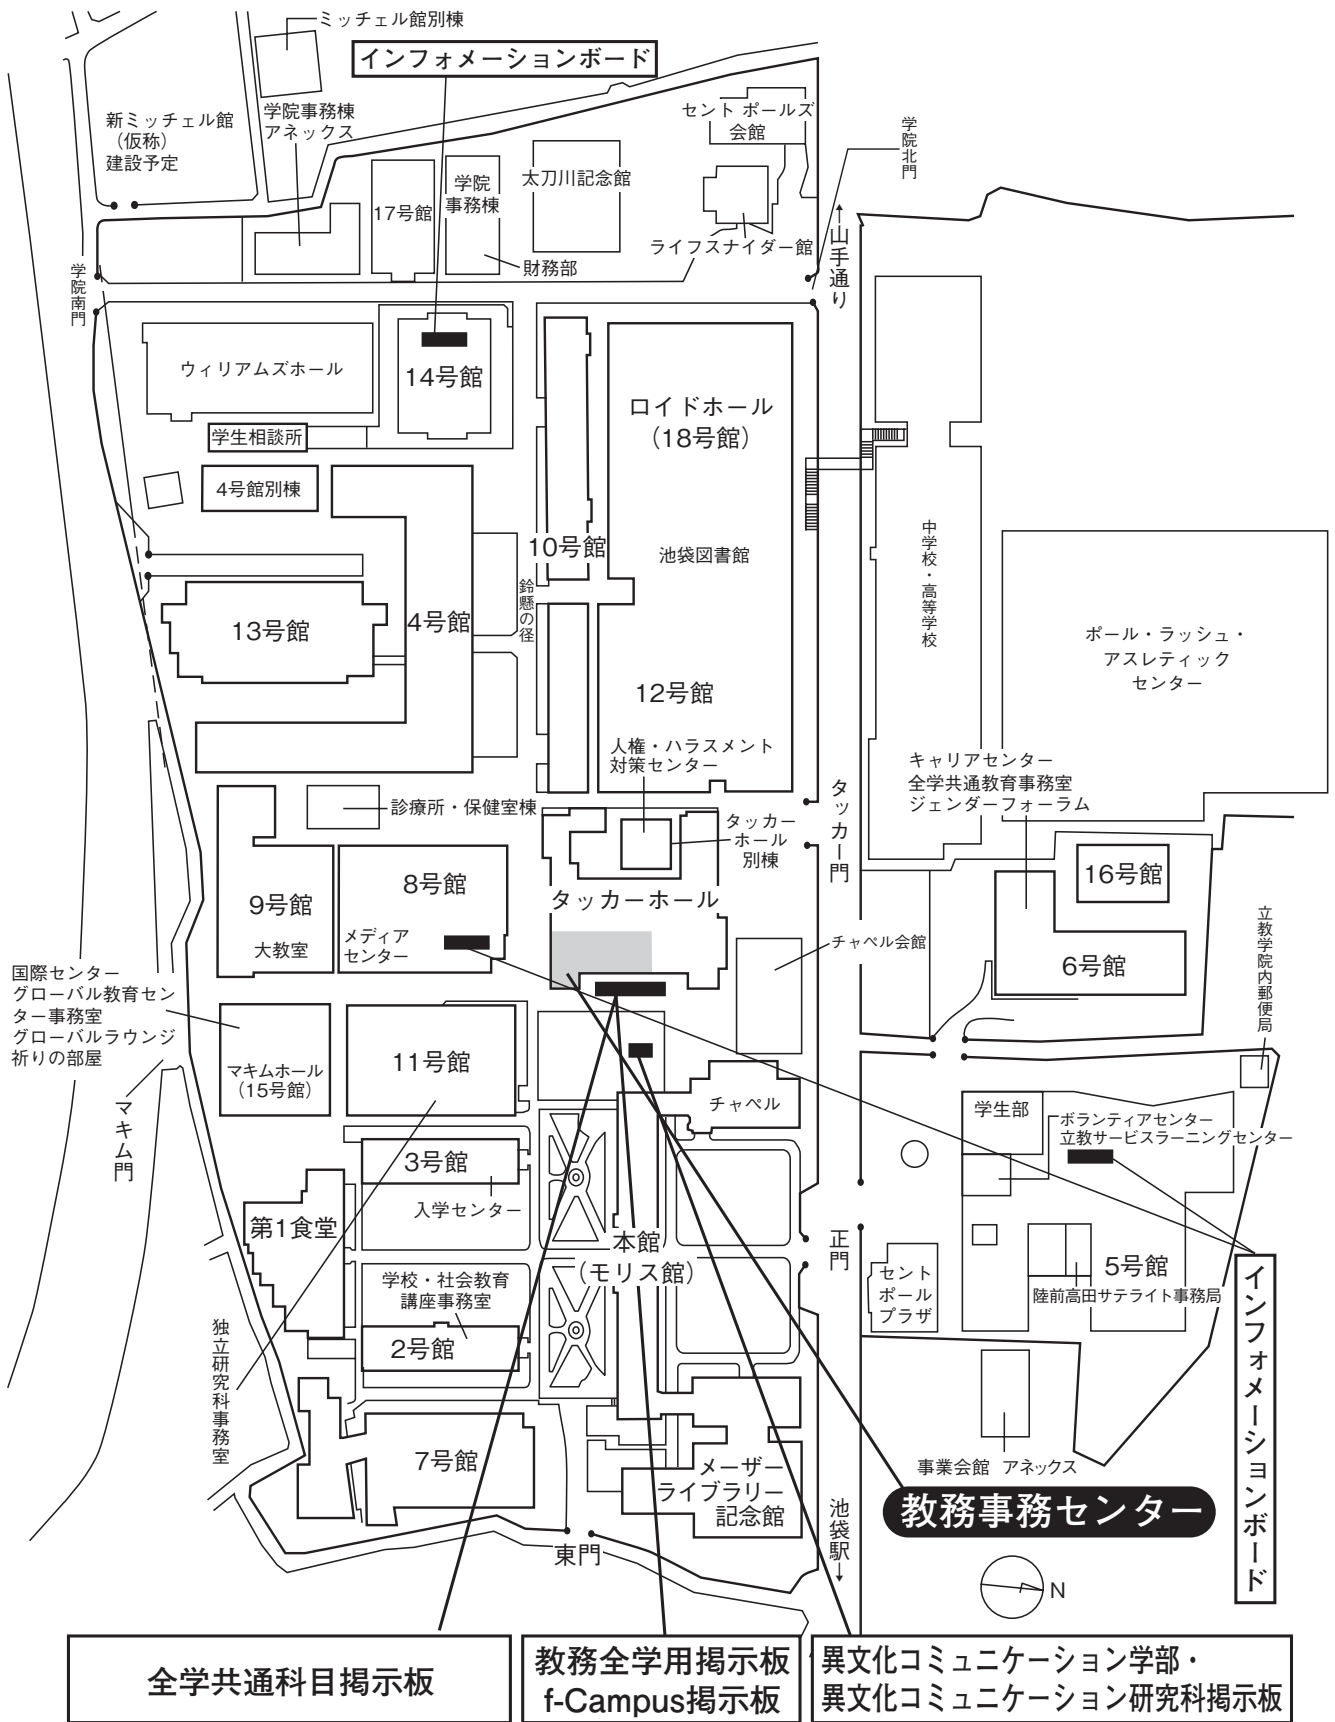 ミッチェル館別棟
インフォメーションボード
学院事務棟
アネックス
新ミッチェル館
（仮称）
建設予定
セント ポールズ
会館
学院北門
17号館
学院
事務棟
太刀川記念館
ライフスナイダー館
財務部
学院南門
↑山手通り
ウィリアムズホール
14号館
ロイドホール
（18号館）
学生相談所
4号館別棟
10号館
池袋図書館
中学校・高等学校
鈴懸の径
13号館
4号館
ポール・ラッシュ・
アスレティック
センター
12号館
人権・ハラスメント
対策センター
キャリアセンター
全学共通教育事務室
ジェンダーフォーラム
診療所・保健室棟
タッカー
ホール
別棟
タッカー門
8号館
9号館
大教室
メディア
センター
タッカーホール
16号館
チャペル会館
6号館
立教学院内郵便局
国際センター
グローバル教育セン
ター事務室
グローバルラウンジ
祈りの部屋
マキムホール
（15号館）
11号館
チャペル
学生部
ボランティアセンター
立教サービスラーニングセンター
マキム門
3号館
入学センター
第1食堂
本館
（モリス館）
正門
セント
ポール
プラザ
5号館
陸前高田サテライト事務局
インフォメーションボード
学校・社会教育
講座事務室
2号館
独立研究科事務室
7号館
メーザー
ライブラリー
記念館
事業会館 アネックス
教務事務センター
池袋駅↓
東門
N
全学共通科目掲示板
教務全学用掲示板
f-Campus掲示板
異文化コミュニケーション学部・
異文化コミュニケーション研究科掲示板